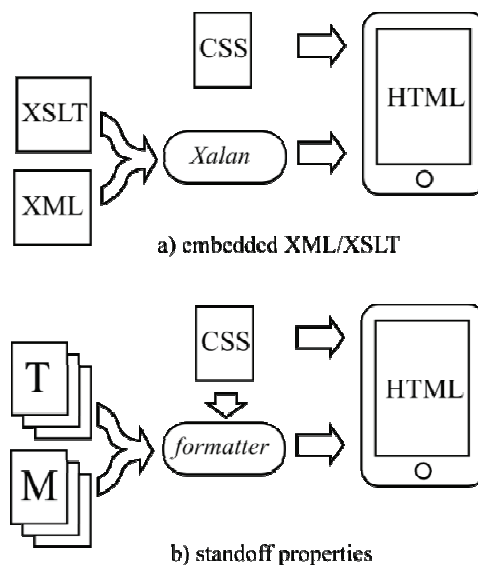 CSS
XSLT
HTML
Xalan
XML
a) embedded XML/XSLT
CSS
T
HTML
formatter
M
b) standoff properties